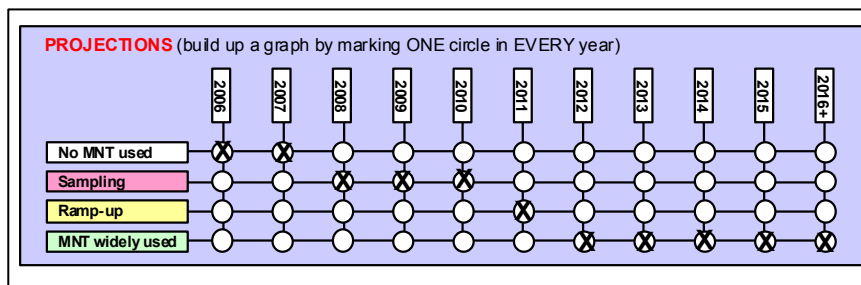 PROJECTIONS (build up a graph by marking ONE circle in EVERY year)
2006 2007 2008 2009 2010 2011 2012 2013 2014 2015 2016+
No MNT used X X
Sampling X X X
Ramp-up X
MNT widely used X X X X X